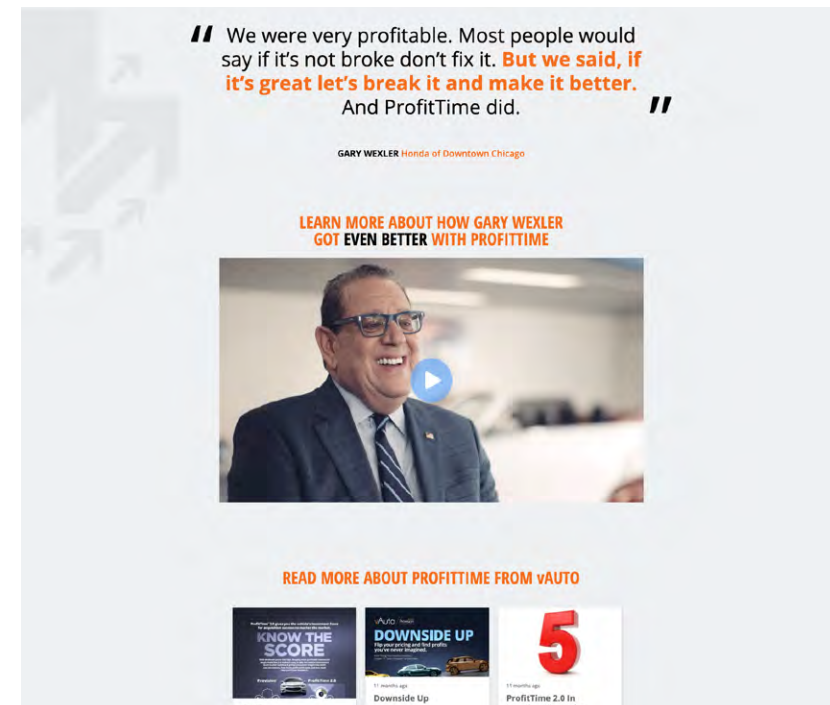 We were very profitable. Most people would
say if it's not broke don't fix it. But we said, if
it's great let's break it and make it better.
And ProfitTime did.
GARY WEXLER Honda of Downtown Chicago
LEARN MORE ABOUT HOW GARY WEXLER
GOT EVEN BETTER WITH PROFITTIME
READ MORE ABOUT PROFITTIME FROM vAUTO
KNOW THE
SCORE
vAuto
DOWNSIDE UP
Flip your pricing and find profits
you've never imagined.
5
11 months ago
Downside Up
11 months ago
ProfitTime 2.0 In